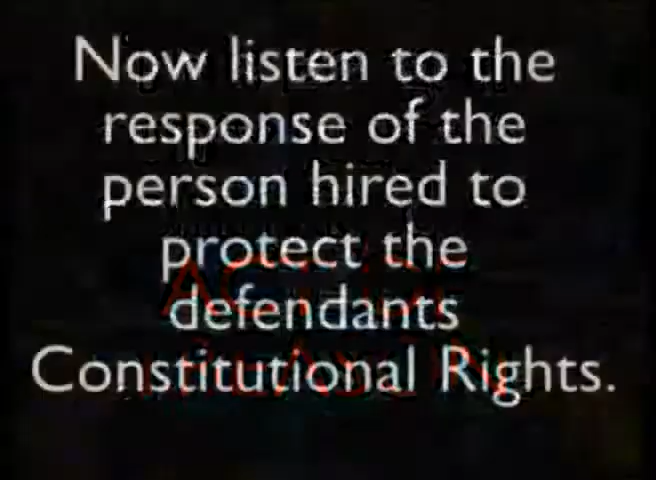 Now listen to the
response of the
person hired to
protect the
defendants
Constitutional Rights.